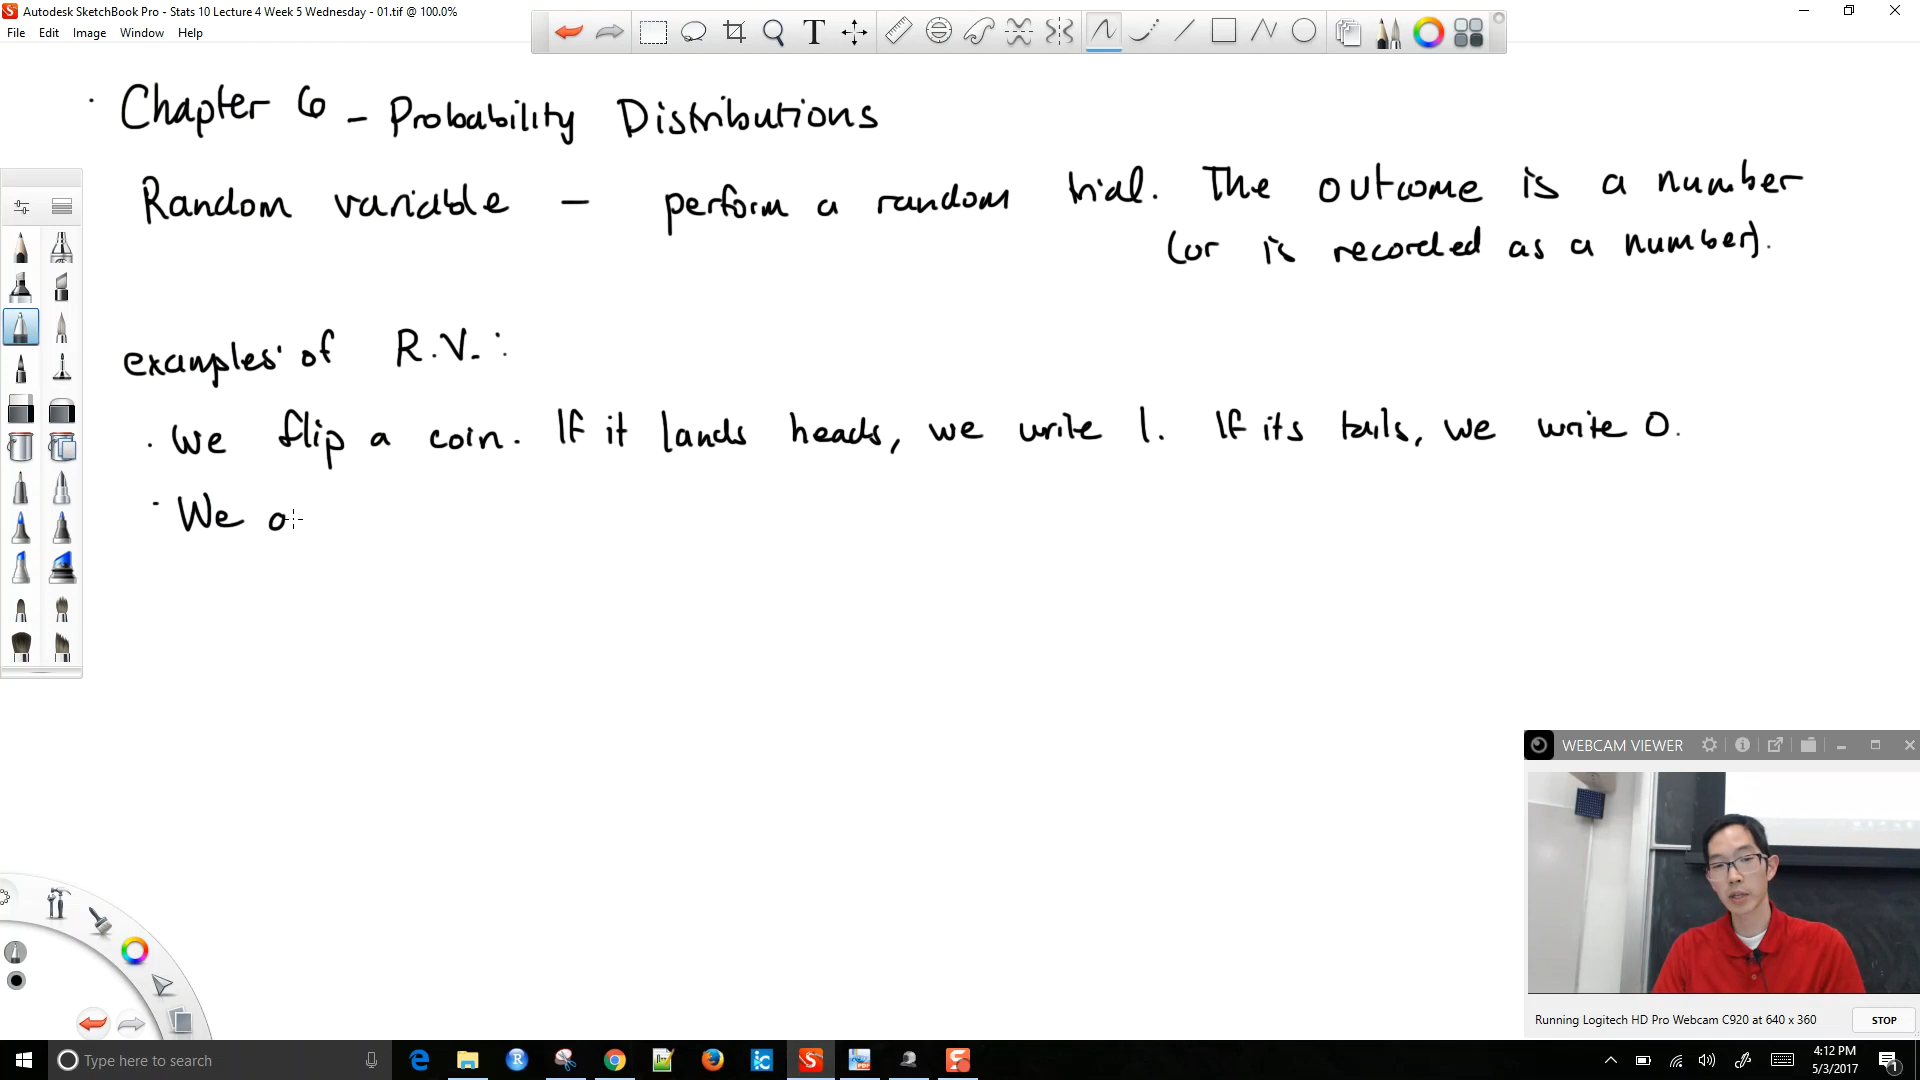 Autodesk SketchBook Pro - Stats 10 Lecture 4 Week 5 Wednesday - 01.tif @ 100.0%
File Edit Image Window Help
Chapter 6 - Probability Distributions
Random variable - perform a random trial. The outcome is a number
(or is recorded as a number).
examples of R.V.:
· We flip a coin. If it lands heads, we write 1. If its tails, we write 0.
· We
WEBCAM VIEWER
Running Logitech HD Pro Webcam C920 at 640 x 360
STOP
Type here to search
4:12 PM
5/3/2017